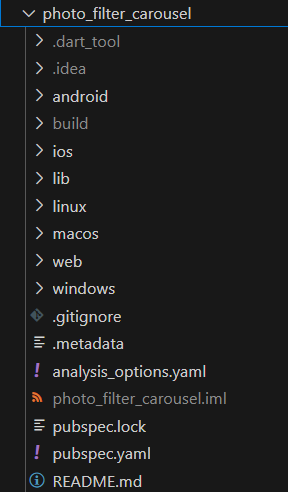 photo_filter_carousel
.dart_tool
.idea
android
build
ios
lib
linux
macos
web
windows
.gitignore
.metadata
analysis_options.yaml
photo_filter_carousel.iml
pubspec.lock
pubspec.yaml
README.md